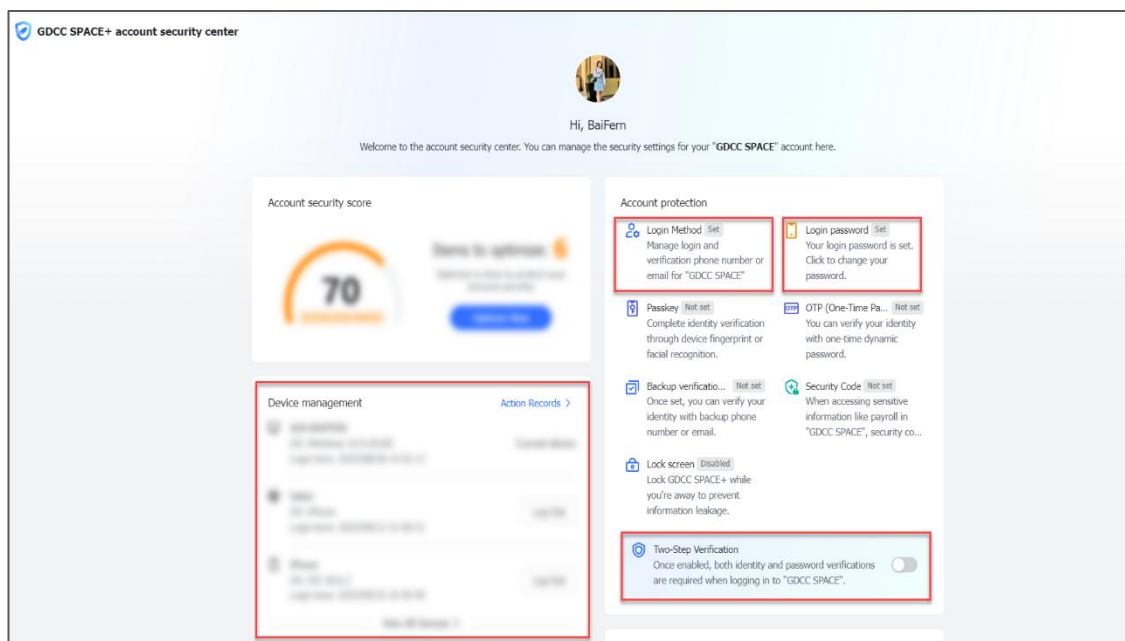 GDCC SPACE+ account security center
Hi, BaiFern
Welcome to the account security center. You can manage the security settings for your "GDCC SPACE" account here.
Account security score
Items to optimize: 6
70
Account protection
Login Method Set
Manage login and
verification phone number or
email for "GDCC SPACE"
Login password Set
Your login password is set.
Click to change your
password.
Passkey Not set
Complete identity verification
through device fingerprint or
facial recognition.
OTP
OTP (One-Time Pa... Not set
You can verify your identity
with one-time dynamic
password.
Backup verificatio... Not set
Once set, you can verify your
identity with backup phone
number or email.
Security Code Not set
When accessing sensitive
information like payroll in
"GDCC SPACE", security co...
Lock screen Disabled
Lock GDCC SPACE+ while
you're away to prevent
information leakage.
Two-Step Verification
Once enabled, both identity and password verifications
are required when logging in to "GDCC SPACE".
Device management
Action Records >